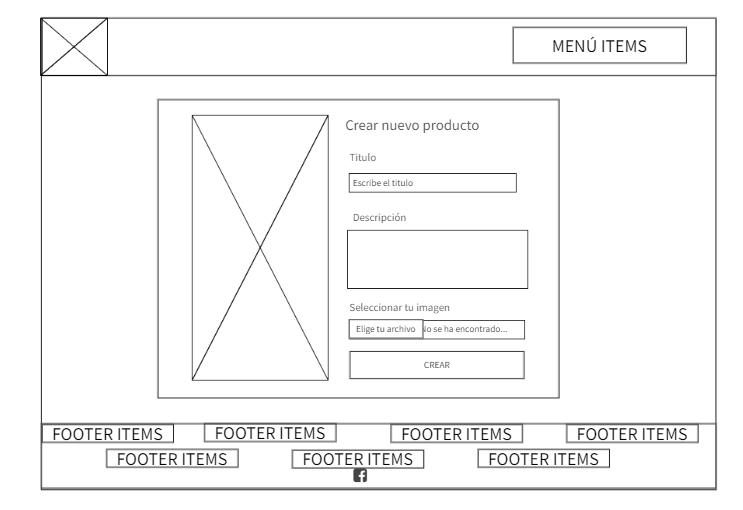 MENÚ ITEMS
Crear nuevo producto
Titulo
Escribe el titulo
Descripción
Seleccionar tu imagen
Elige tu archivo No se ha encontrado...
CREAR
FOOTER ITEMS FOOTER ITEMS FOOTER ITEMS FOOTER ITEMS
FOOTER ITEMS FOOTER ITEMS FOOTER ITEMS